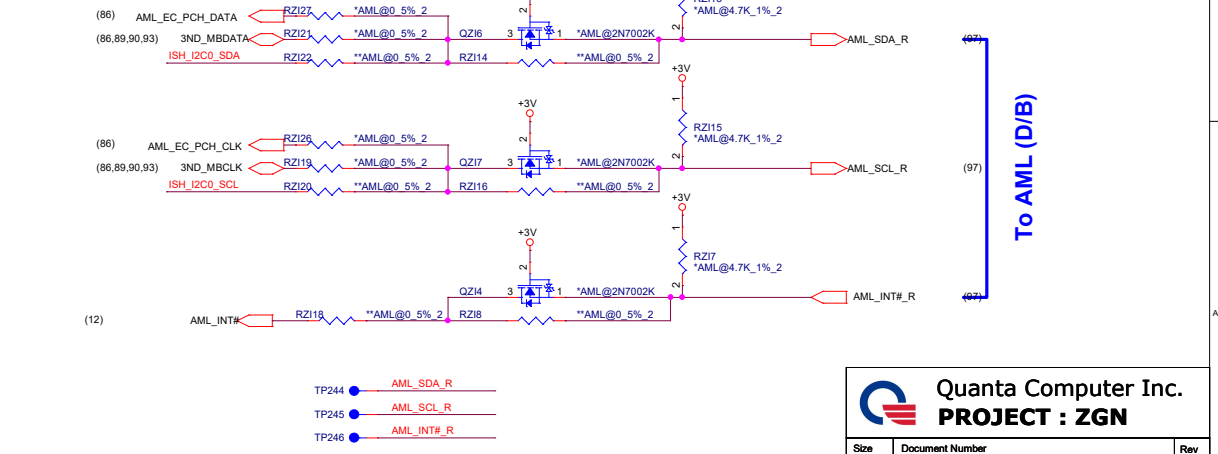 (86) AML_EC_PCH_DATA RZI27 *AML@0_5%_2 2 *AML@4.7K_1%_2
(86,89,90,93) 3ND_MBDATA RZI21 *AML@0_5%_2 QZI6 3 1 *AML@2N7002K 2 AML_SDA_R (97)
ISH_I2C0_SDA RZI22 **AML@0_5%_2 RZI14 **AML@0_5%_2
+3V
+3V 1
RZI15
(86) AML_EC_PCH_CLK RZI26 *AML@0_5%_2 2 *AML@4.7K_1%_2
(86,89,90,93) 3ND_MBCLK RZI19 *AML@0_5%_2 QZI7 3 1 *AML@2N7002K 2 AML_SCL_R (97)
ISH_I2C0_SCL RZI20 **AML@0_5%_2 RZI16 **AML@0_5%_2
To AML (D/B)
+3V
+3V 1
RZI7
2 *AML@4.7K_1%_2
QZI4 3 1 *AML@2N7002K 2 AML_INT#_R (97)
(12) AML_INT# RZI18 **AML@0_5%_2 RZI8 **AML@0_5%_2
A
TP244 AML_SDA_R
TP245 AML_SCL_R
TP246 AML_INT#_R
Quanta Computer Inc.
PROJECT : ZGN
Size Document Number Rev